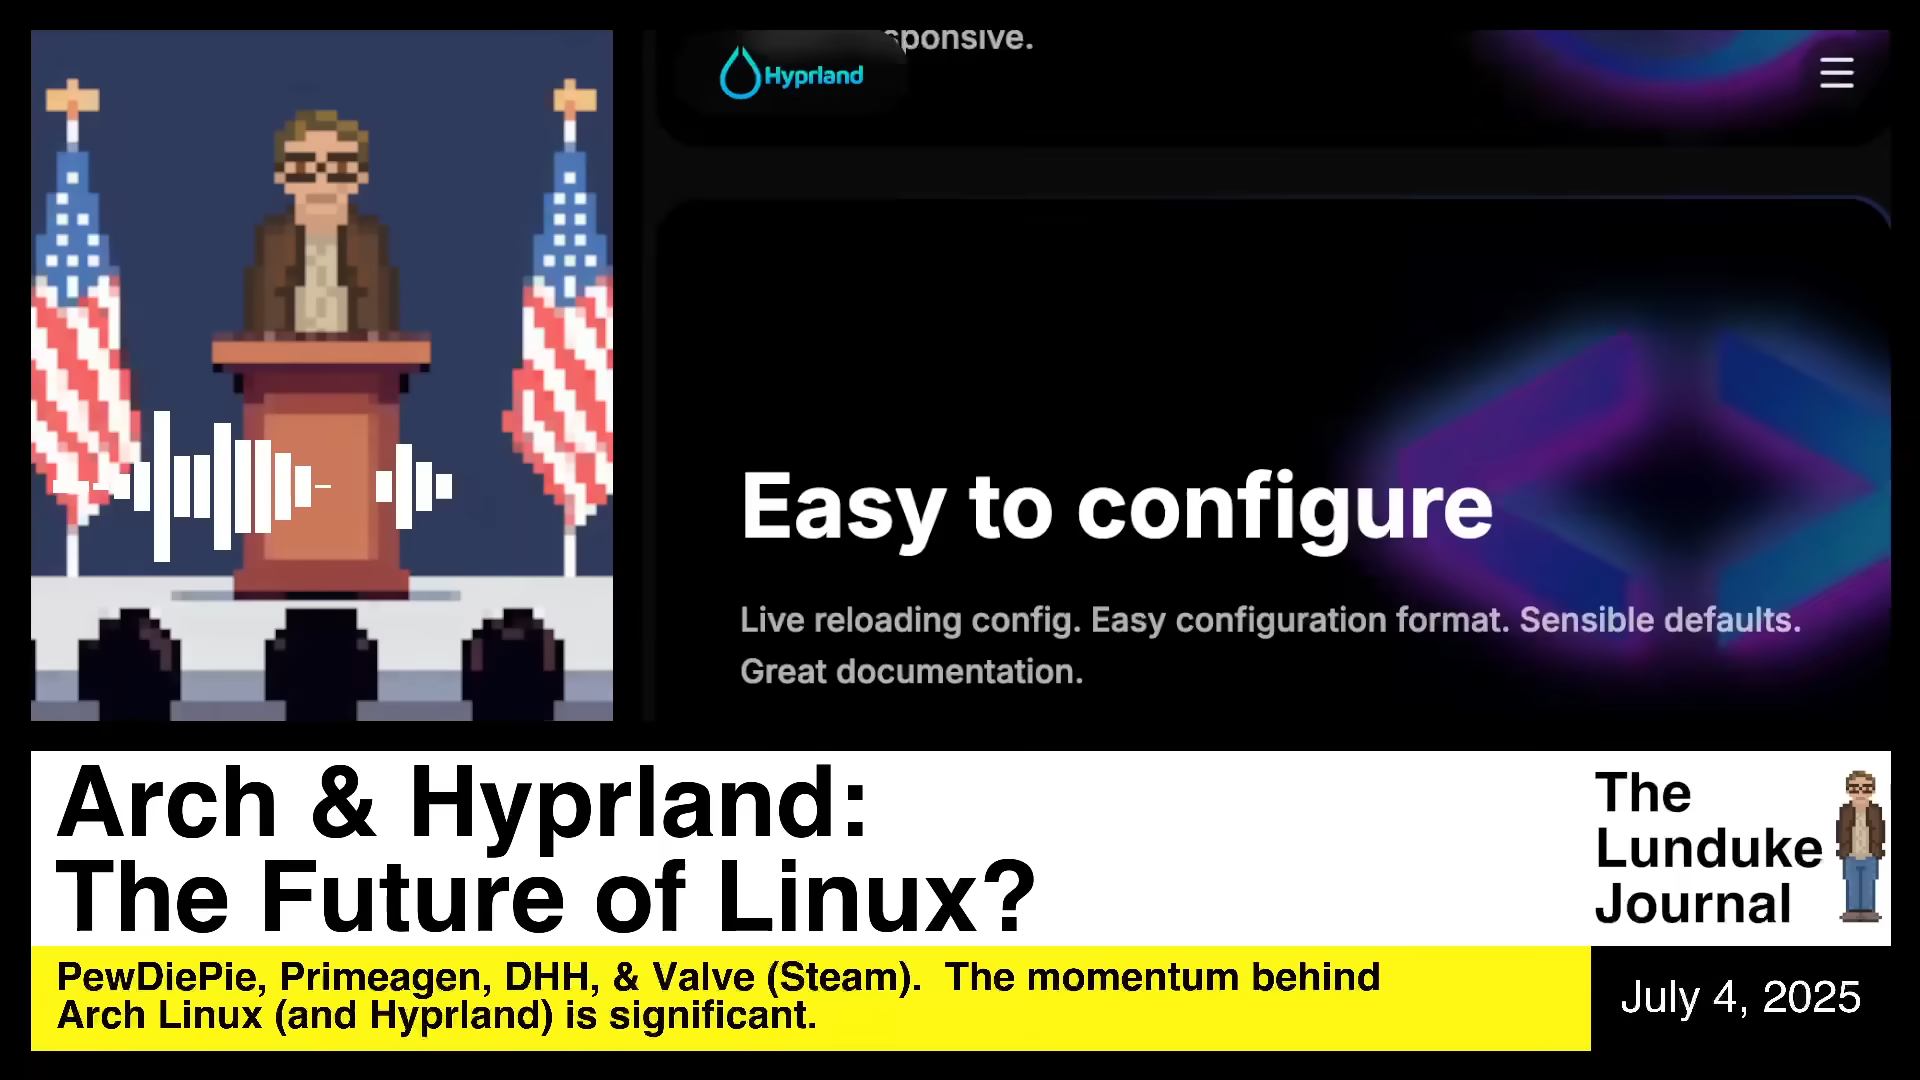 sponsive.
Hyprland
Easy to configure
Live reloading config. Easy configuration format. Sensible defaults.
Great documentation.
Arch & Hyprland:
The Future of Linux?
The
Lunduke
Journal
PewDiePie, Primeagen, DHH, & Valve (Steam). The momentum behind
Arch Linux (and Hyprland) is significant.
July 4, 2025